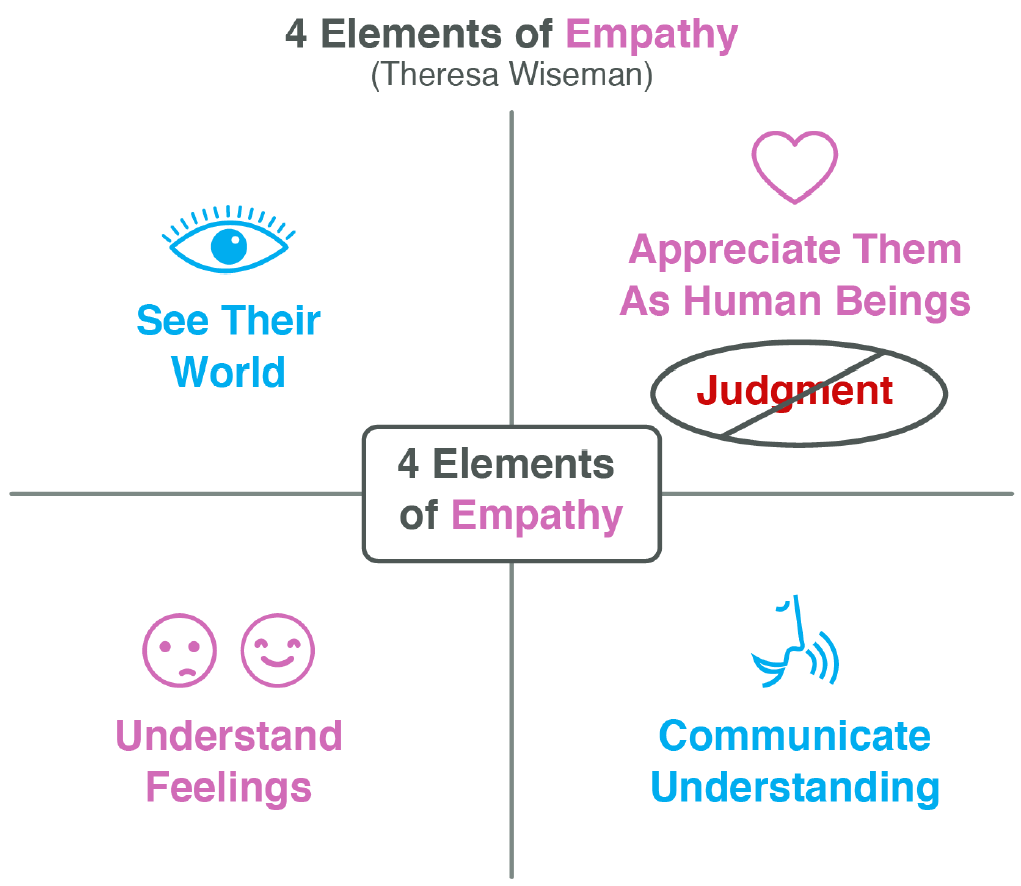 4 Elements of Empathy
(Theresa Wiseman)
See Their
World
Appreciate Them
As Human Beings
Judgment
4 Elements
of Empathy
Understand
Feelings
Communicate
Understanding